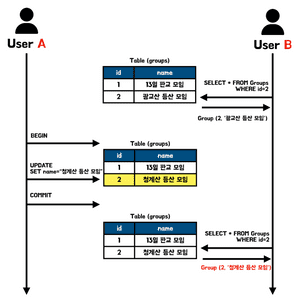 User A
User B
Table (groups)
id name
1 13일 판교 모임
2 광교산 등산 모임
SELECT * FROM Groups
WHERE id=2
Group (2, '광교산 등산 모임')
BEGIN
Table (groups)
id name
1 13일 판교 모임
2 청계산 등산 모임
UPDATE
SET name="청계산 등산 모임"
COMMIT
Table (groups)
id name
1 13일 판교 모임
2 청계산 등산 모임
SELECT * FROM Groups
WHERE id=2
Group (2, '청계산 등산 모임')